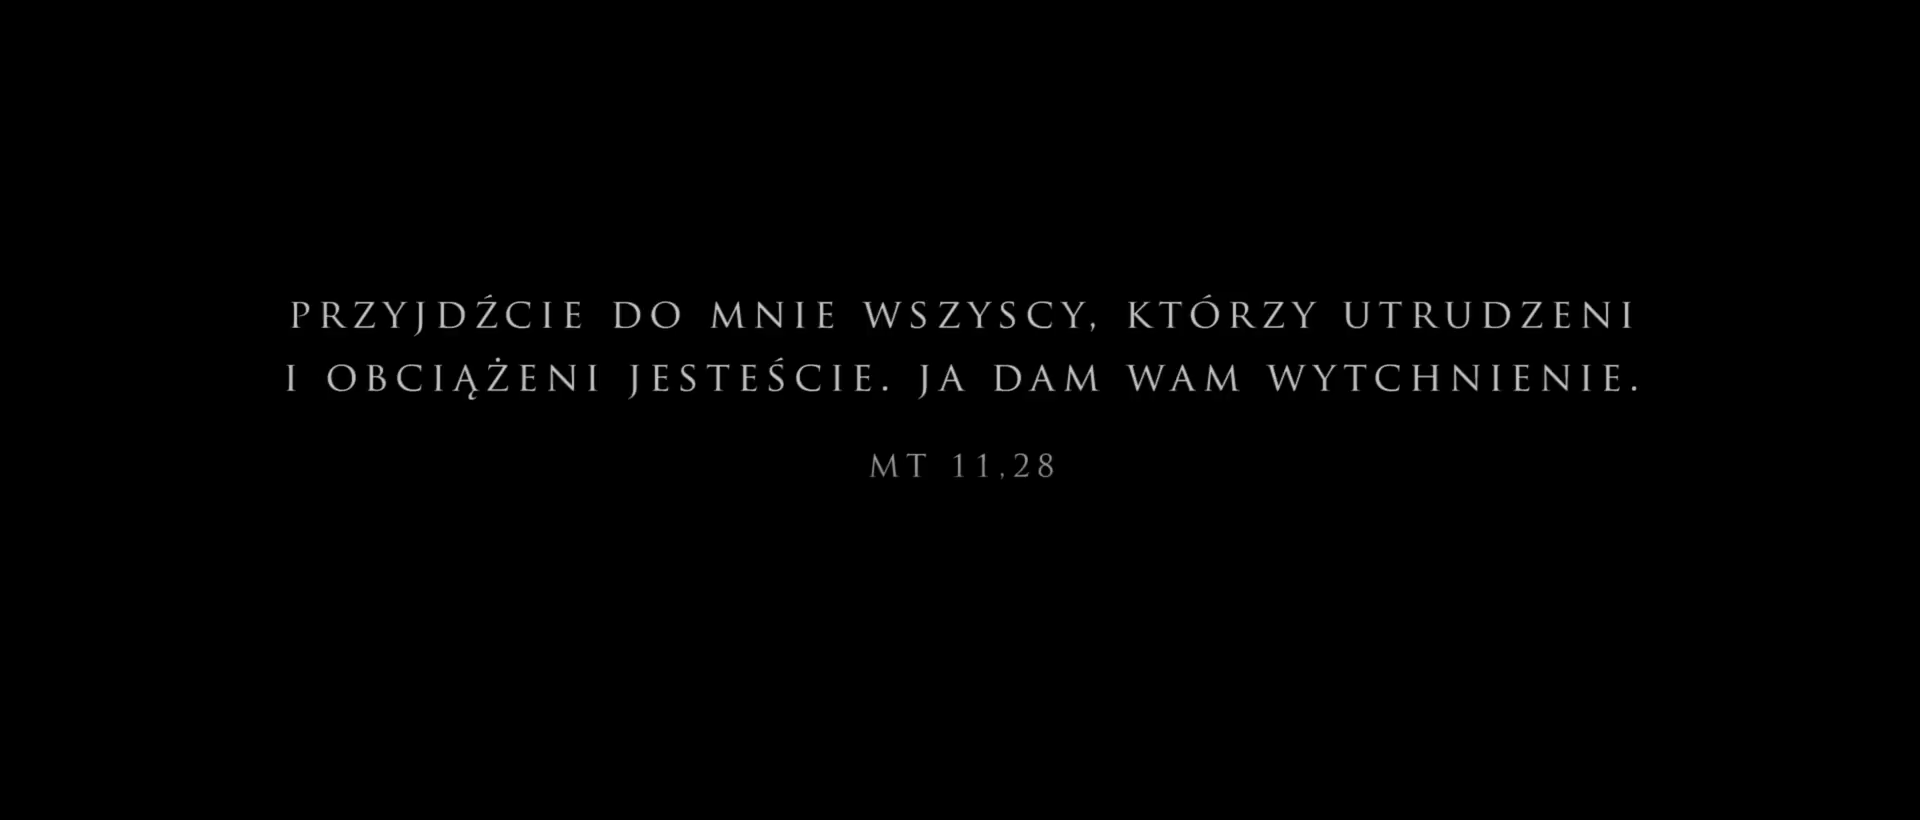 PRZYJDŹCIE DO MNIE WSZYSCY, KTÓRZY UTRUDZENI
I OBCIĄŻENI JESTEŚCIE. JA DAM WAM WYTCHNIENIE.
MT 11,28